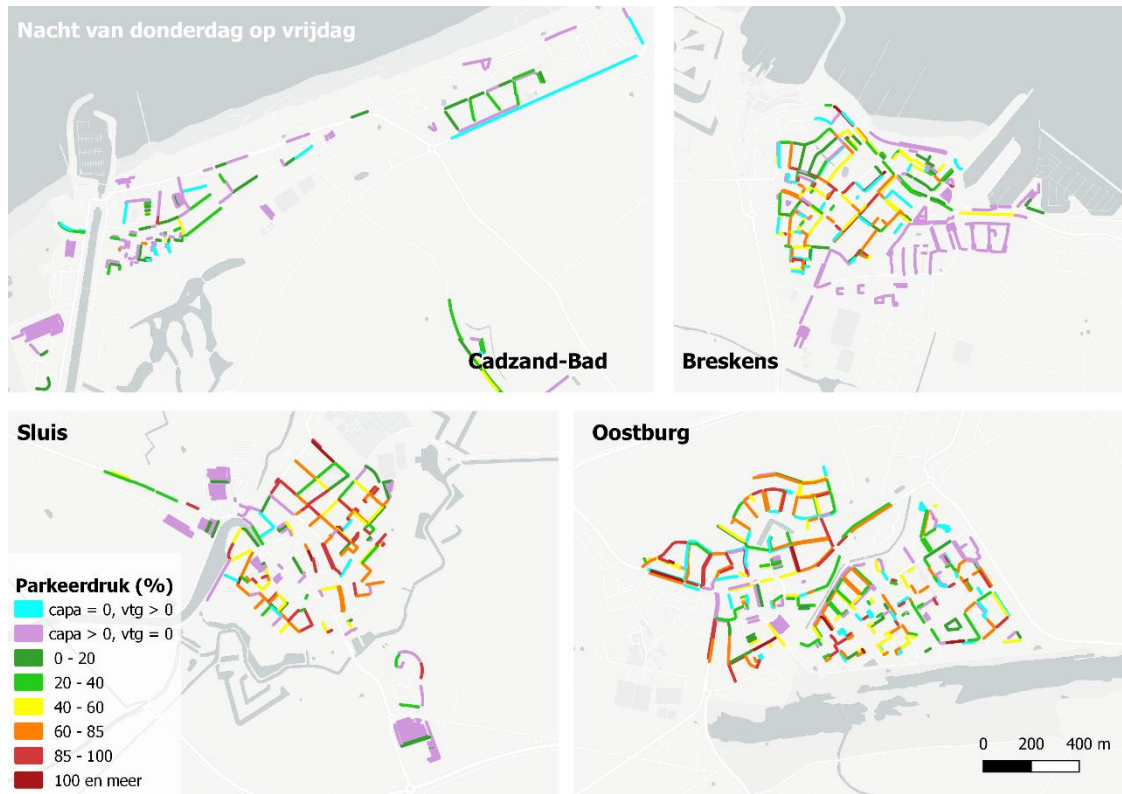 Nacht van donderdag op vrijdag
Cadzand-Bad
Breskens
Sluis
Oostburg
Parkeerdruk (%)
capa = 0, vtg > 0
capa > 0, vtg = 0
0 - 20
20 - 40
40 - 60
60 - 85
85 - 100
100 en meer
0 200 400 m